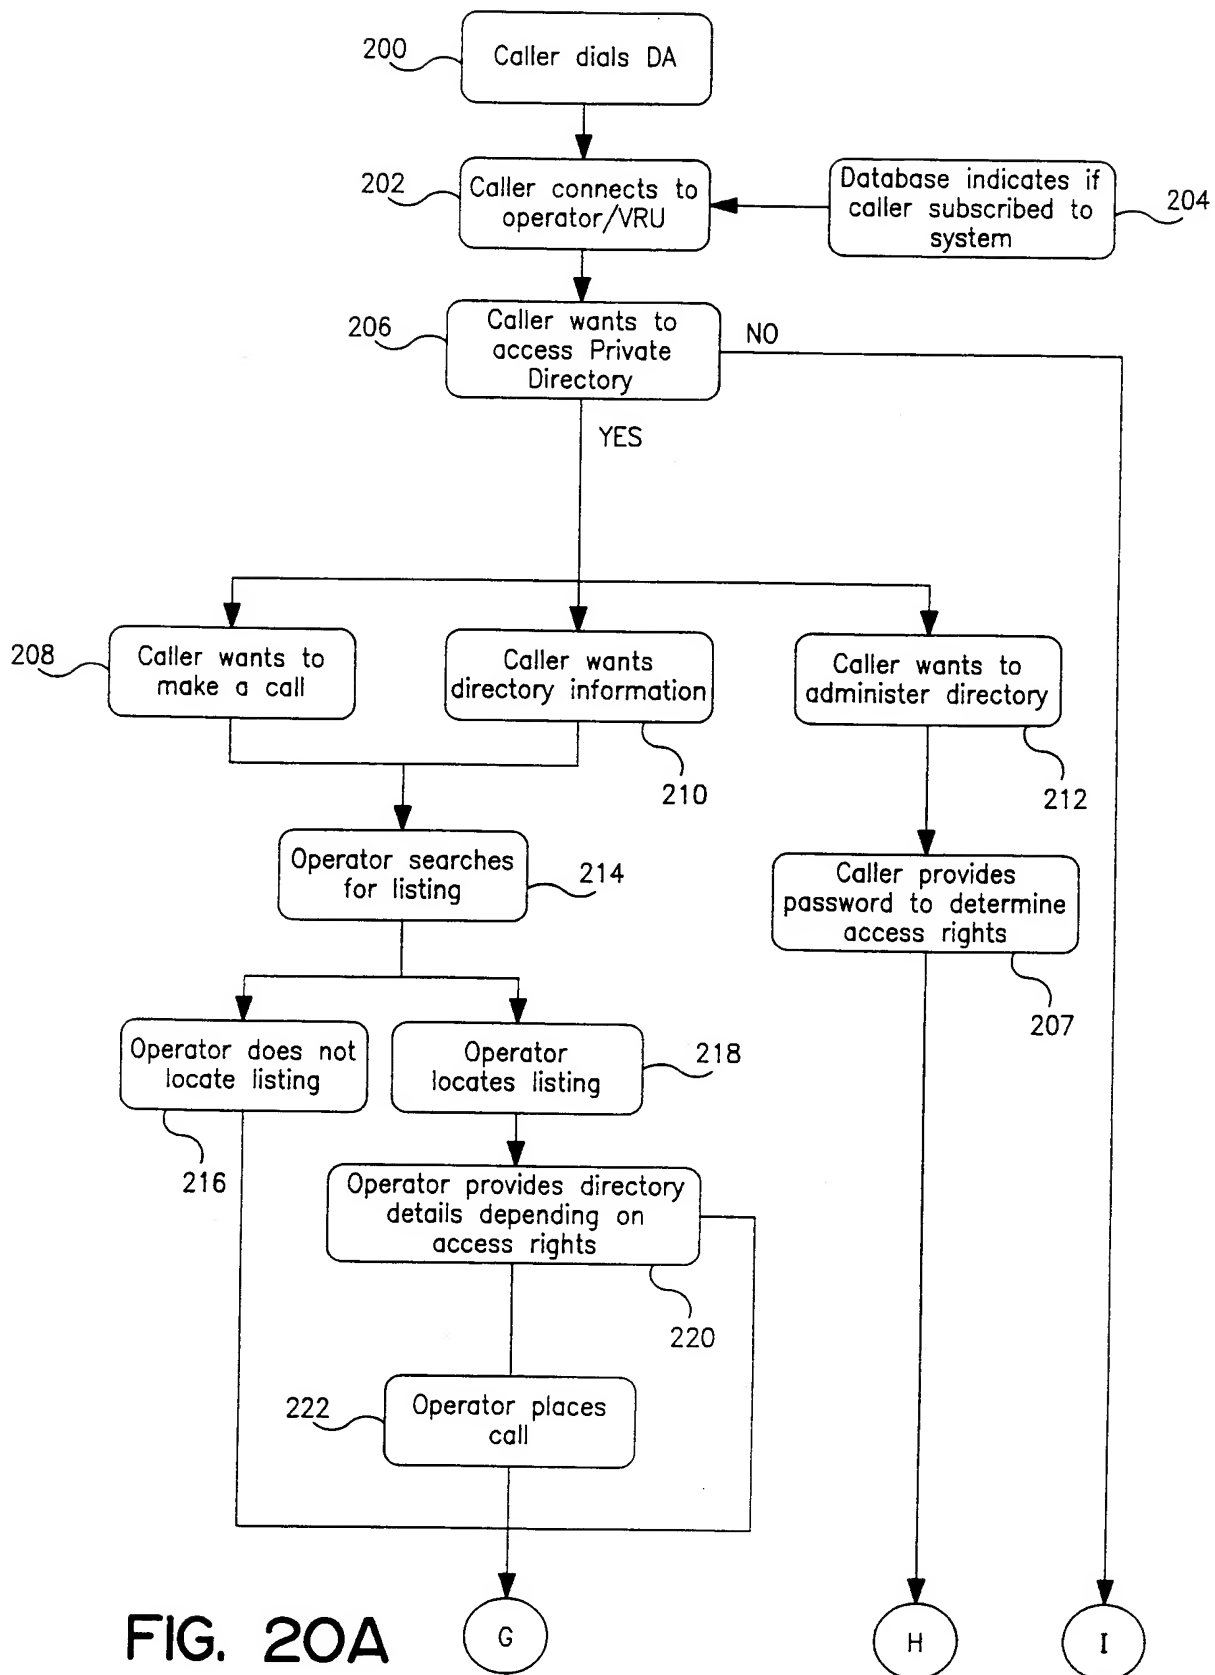 200
Caller dials DA
202
Caller connects to
operator/VRU
Database indicates if
caller subscribed to
system
204
206
Caller wants to
access Private
Directory
NO
YES
208
Caller wants to
make a call
Caller wants
directory information
210
Caller wants to
administer directory
212
Operator searches
for listing
214
Caller provides
password to determine
access rights
207
Operator does not
locate listing
216
Operator
locates listing
218
Operator provides directory
details depending on
access rights
220
222
Operator places
call
FIG. 20A
G
H
I